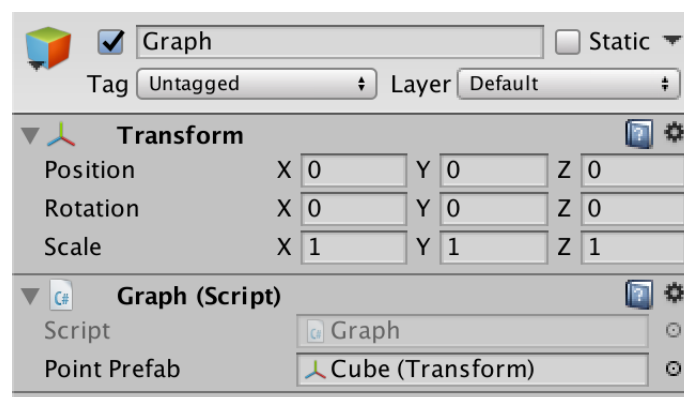 Graph Static
Tag Untagged Layer Default
Transform
Position X 0 Y 0 Z 0
Rotation X 0 Y 0 Z 0
Scale X 1 Y 1 Z 1
C# Graph (Script)
Script C# Graph
Point Prefab Cube (Transform)